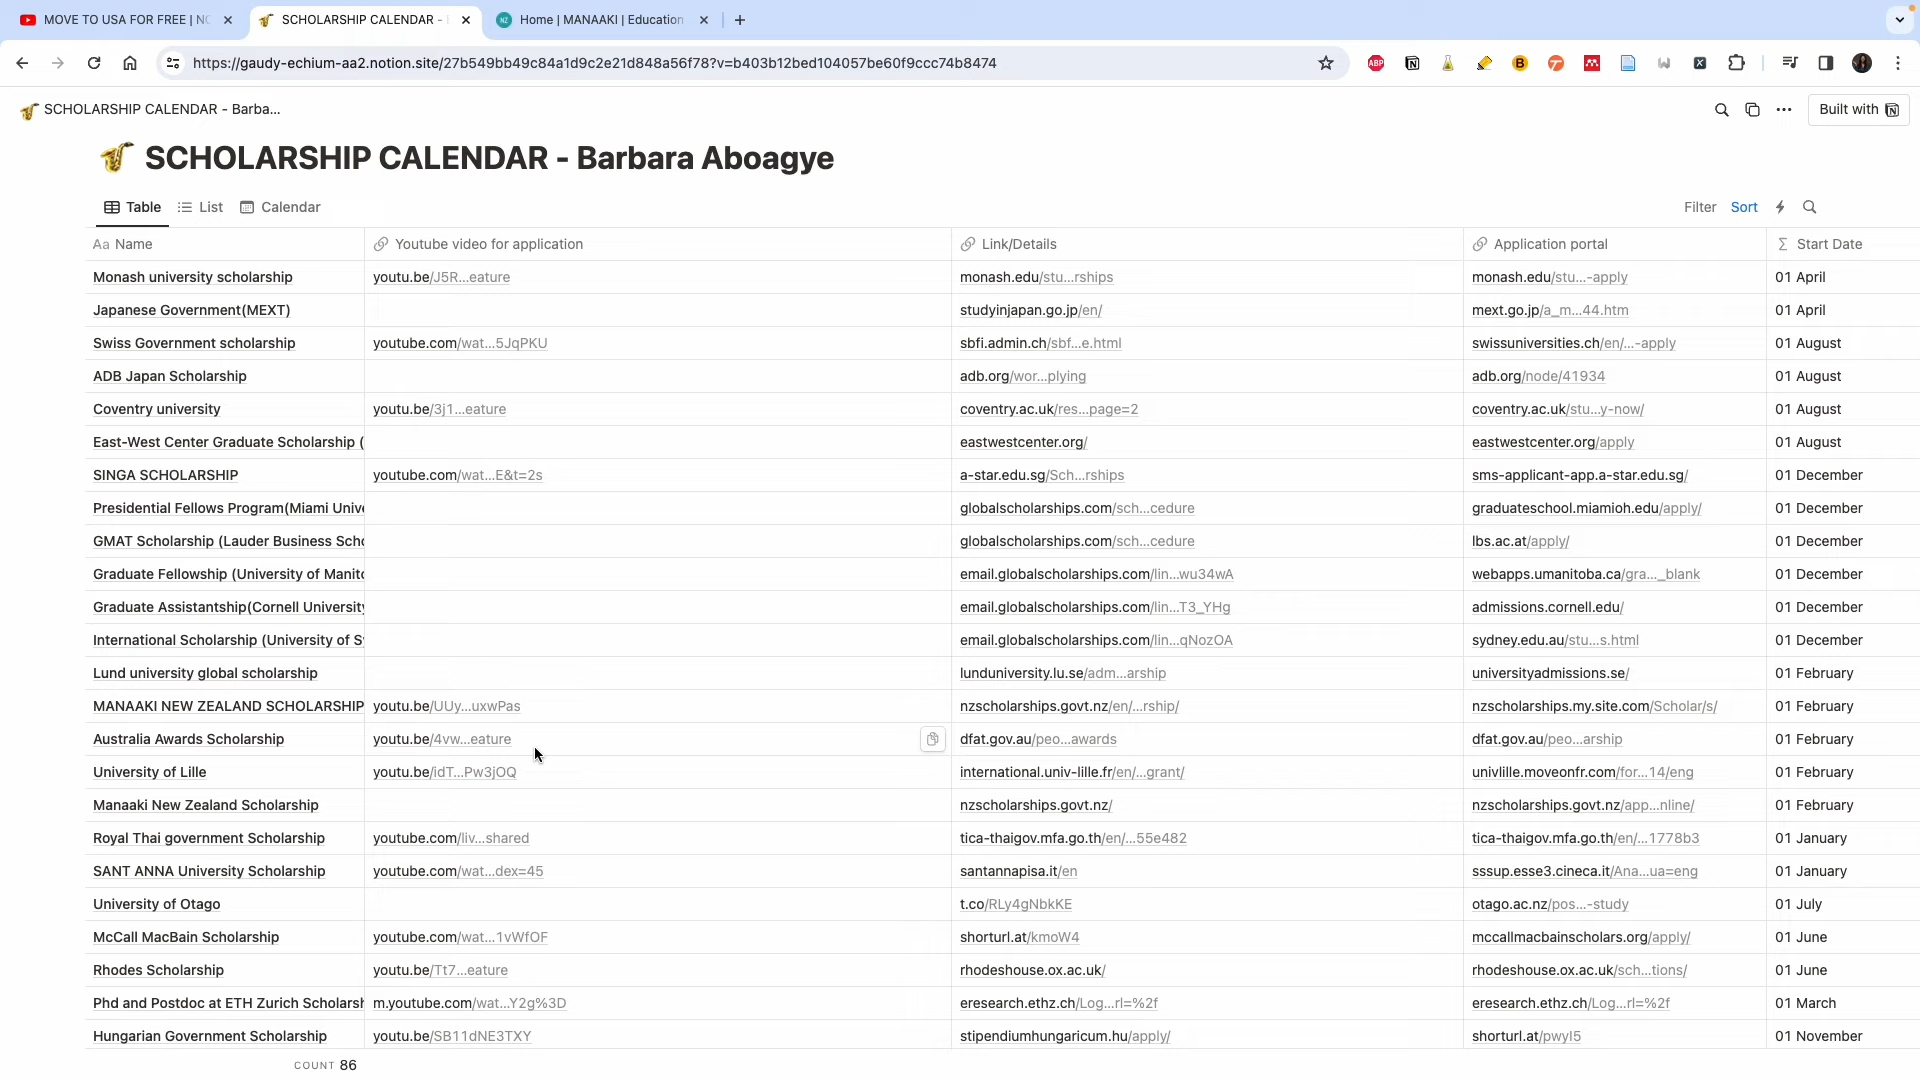 MOVE TO USA FOR FREE | NO
SCHOLARSHIP CALENDAR -
Home | MANAAKI | Education
https://gaudy-echium-aa2.notion.site/27b549bb49c84a1d9c2e21d848a56f78?v=b403b12bed104057be60f9ccc74b8474
SCHOLARSHIP CALENDAR - Barba...
Built with
SCHOLARSHIP CALENDAR - Barbara Aboagye
Table List Calendar Filter Sort
Aa Name Youtube video for application Link/Details Application portal Start Date
Monash university scholarship youtu.be/J5R...eature monash.edu/stu...rships monash.edu/stu...-apply 01 April
Japanese Government(MEXT) studyinjapan.go.jp/en/ mext.go.jp/a_m...44.htm 01 April
Swiss Government scholarship youtube.com/wat...5JqPKU sbfi.admin.ch/sbf...e.html swissuniversities.ch/en/...-apply 01 August
ADB Japan Scholarship adb.org/wor...plying adb.org/node/41934 01 August
Coventry university youtu.be/3j1...eature coventry.ac.uk/res...page=2 coventry.ac.uk/stu...y-now/ 01 August
East-West Center Graduate Scholarship ( eastwestcenter.org/ eastwestcenter.org/apply 01 August
SINGA SCHOLARSHIP youtube.com/wat...E&t=2s a-star.edu.sg/Sch...rships sms-applicant-app.a-star.edu.sg/ 01 December
Presidential Fellows Program(Miami Unive globalscholarships.com/sch...cedure graduateschool.miamioh.edu/apply/ 01 December
GMAT Scholarship (Lauder Business Scho globalscholarships.com/sch...cedure lbs.ac.at/apply/ 01 December
Graduate Fellowship (University of Manito email.globalscholarships.com/lin...wu34wA webapps.umanitoba.ca/gra..._blank 01 December
Graduate Assistantship(Cornell University email.globalscholarships.com/lin...T3_YHg admissions.cornell.edu/ 01 December
International Scholarship (University of Sy email.globalscholarships.com/lin...qNozOA sydney.edu.au/stu...s.html 01 December
Lund university global scholarship lunduniversity.lu.se/adm...arship universityadmissions.se/ 01 February
MANAAKI NEW ZEALAND SCHOLARSHIP youtu.be/UUy...uxwPas nzscholarships.govt.nz/en/...rship/ nzscholarships.my.site.com/Scholar/s/ 01 February
Australia Awards Scholarship youtu.be/4vw...eature dfat.gov.au/peo...awards dfat.gov.au/peo...arship 01 February
University of Lille youtu.be/idT...Pw3jOQ international.univ-lille.fr/en/...grant/ univlille.moveonfr.com/for...14/eng 01 February
Manaaki New Zealand Scholarship nzscholarships.govt.nz/ nzscholarships.govt.nz/app...nline/ 01 February
Royal Thai government Scholarship youtube.com/liv...shared tica-thaigov.mfa.go.th/en/...55e482 tica-thaigov.mfa.go.th/en/...1778b3 01 January
SANT ANNA University Scholarship youtube.com/wat...dex=45 santannapisa.it/en sssup.esse3.cineca.it/Ana...ua=eng 01 January
University of Otago t.co/RLy4gNbkKE otago.ac.nz/pos...-study 01 July
McCall MacBain Scholarship youtube.com/wat...1vWfOF shorturl.at/kmoW4 mccallmacbainscholars.org/apply/ 01 June
Rhodes Scholarship youtu.be/Tt7...eature rhodeshouse.ox.ac.uk/ rhodeshouse.ox.ac.uk/sch...tions/ 01 June
Phd and Postdoc at ETH Zurich Scholarsh m.youtube.com/wat...Y2g%3D eresearch.ethz.ch/Log...rl=%2f eresearch.ethz.ch/Log...rl=%2f 01 March
Hungarian Government Scholarship youtu.be/SB11dNE3TXY stipendiumhungaricum.hu/apply/ shorturl.at/pwyI5 01 November
COUNT 86